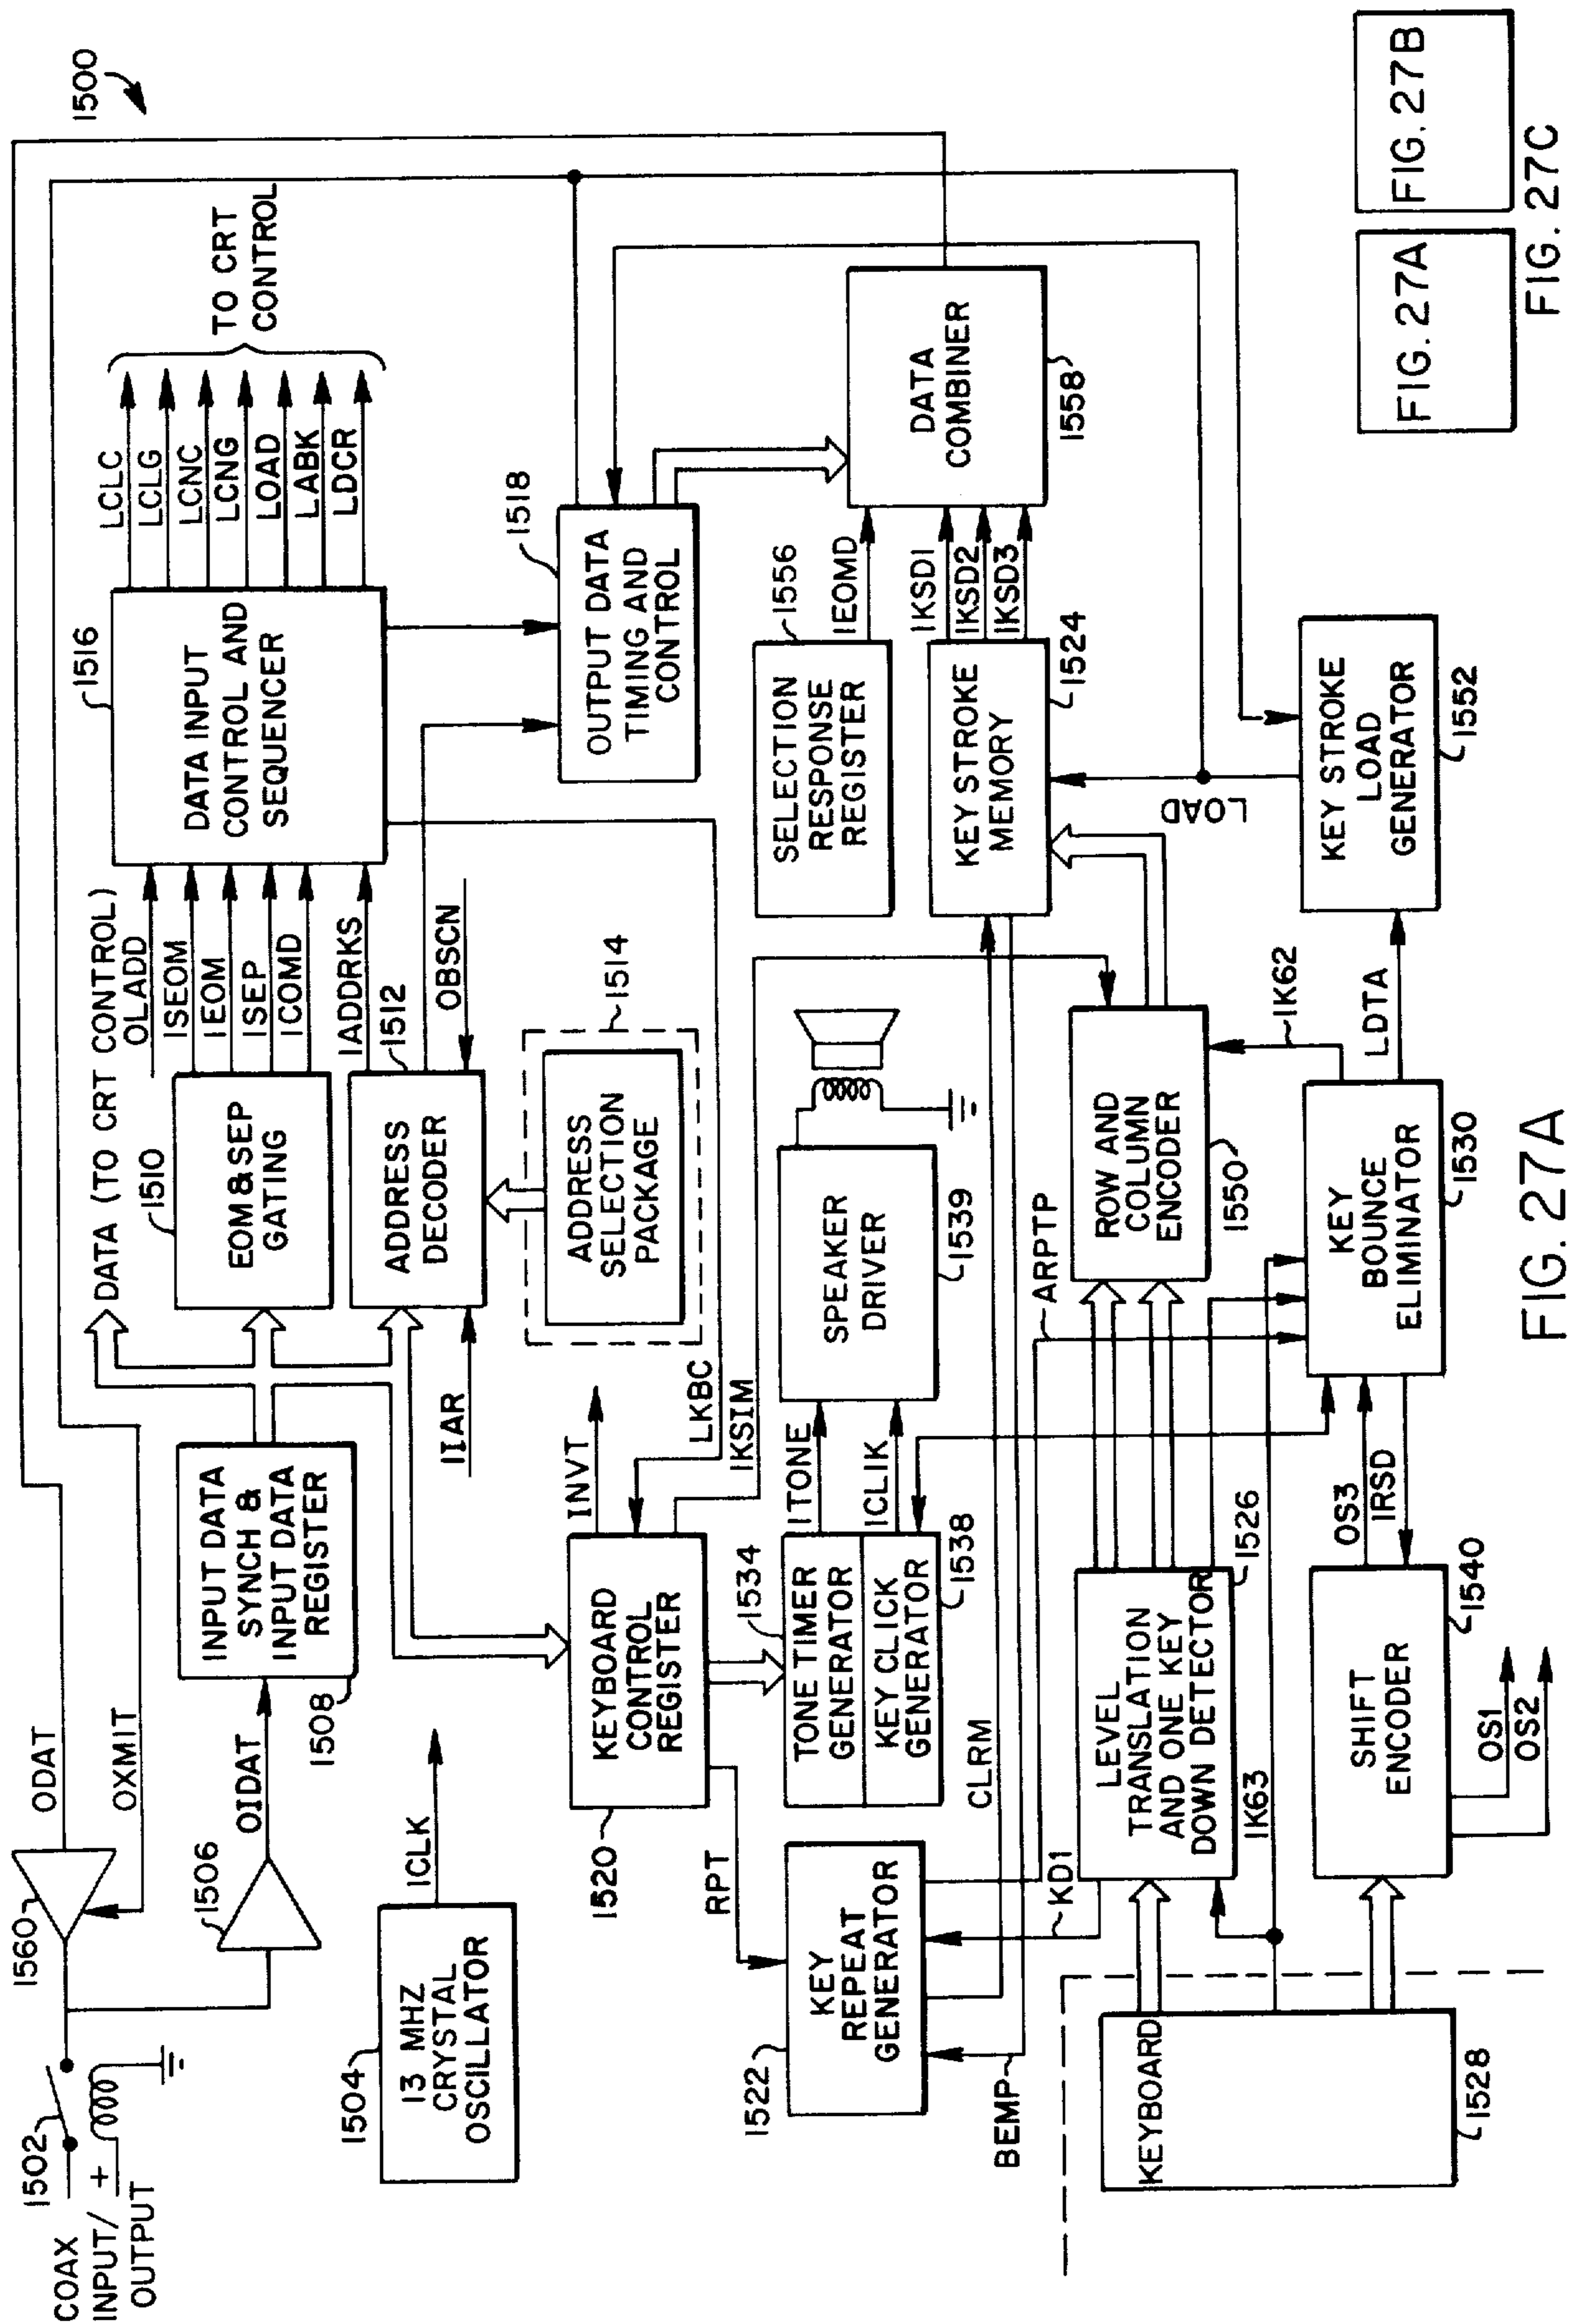 1500
COAX
INPUT/
OUTPUT
+
1502
1560
ODAT
OXMIT
1506
OIDAT
1508
INPUT DATA
SYNCH &
INPUT DATA
REGISTER
DATA (TO CRT CONTROL)
1510
EOM & SEP
GATING
OLADD
ISEOM
IEOM
ISEP
ICOMD
1516
DATA INPUT
CONTROL AND
SEQUENCER
LCLC
LCLG
LCNC
LCNG
LOAD
LABK
LDCR
TO CRT
CONTROL
1504
13 MHZ
CRYSTAL
OSCILLATOR
ICLK
IIAR
ADDRESS
DECODER
1512
IADDRKS
OBSCN
1514
ADDRESS
SELECTION
PACKAGE
1518
OUTPUT DATA
TIMING AND
CONTROL
1520
KEYBOARD
CONTROL
REGISTER
INVT
LKBC
IKSIM
RPT
1534
TONE TIMER
GENERATOR
KEY CLICK
GENERATOR
1538
ITONE
ICLIK
SPEAKER
DRIVER
1539
1556
SELECTION
RESPONSE
REGISTER
IEOMD
KEY STROKE
MEMORY
1524
IKSD1
IKSD2
IKSD3
DATA
COMBINER
1558
1522
KEY
REPEAT
GENERATOR
CLRM
BEMP
KD1
ARPTP
LEVEL
TRANSLATION
AND ONE KEY
DOWN DETECTOR
1526
IK63
ROW AND
COLUMN
ENCODER
1550
IK62
LOAD
KEYBOARD
1528
SHIFT
ENCODER
1540
OS1
OS2
OS3
IRSD
KEY
BOUNCE
ELIMINATOR
1530
LDTA
KEY STROKE
LOAD
GENERATOR
1552
FIG. 27A
FIG. 27A
FIG. 27B
FIG. 27C